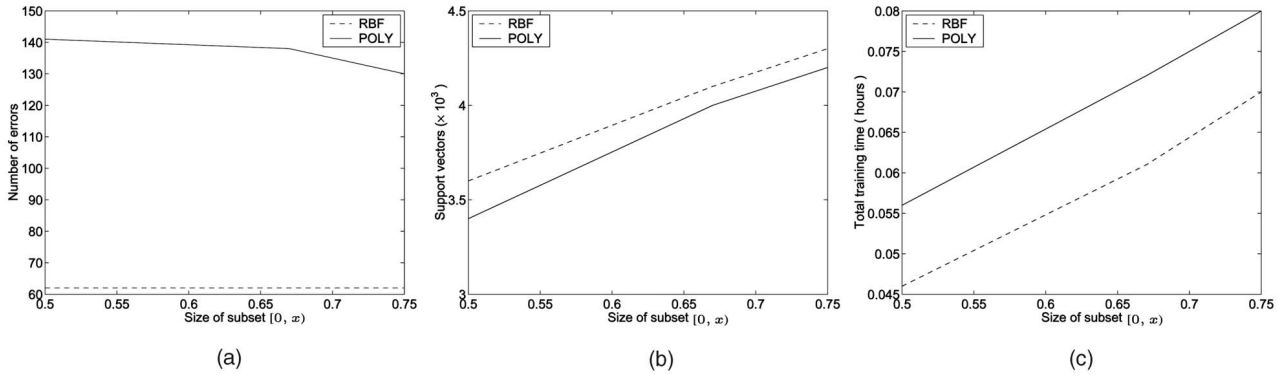 150
140
130
120
110
100
90
80
70
60
Number of errors
RBF
POLY
0.5 0.55 0.6 0.65 0.7 0.75
Size of subset [0, x)
(a)
4.5
4
3.5
3
Support vectors (× 10³)
RBF
POLY
0.5 0.55 0.6 0.65 0.7 0.75
Size of subset [0, x)
(b)
0.08
0.075
0.07
0.065
0.06
0.055
0.05
0.045
Total training time ( hours )
RBF
POLY
0.5 0.55 0.6 0.65 0.7 0.75
Size of subset [0, x)
(c)